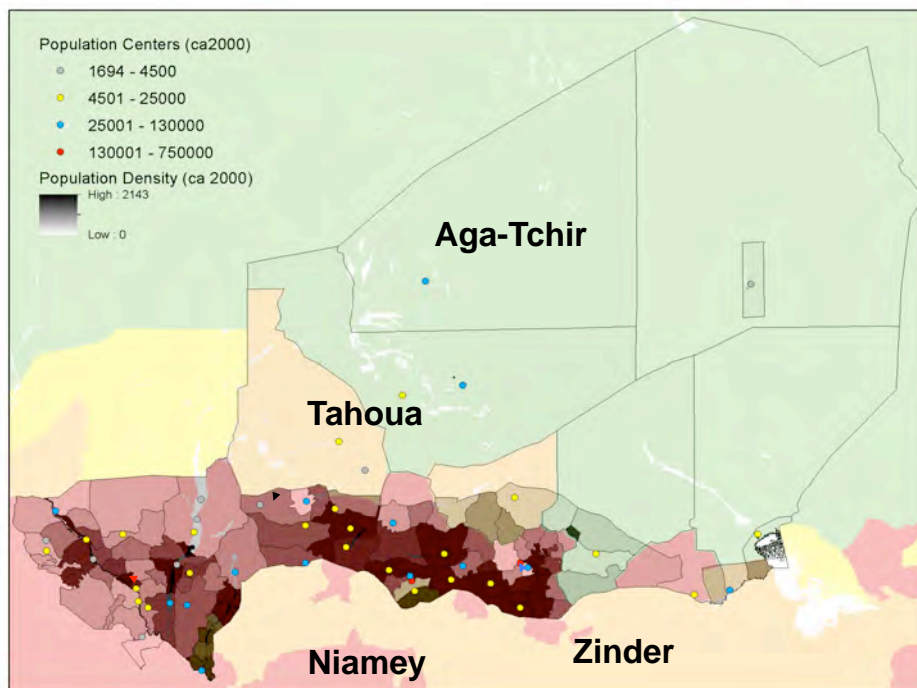 Population Centers (ca2000)
1694 - 4500
4501 - 25000
25001 - 130000
130001 - 750000
Population Density (ca 2000)
High : 2143
Low : 0
Aga-Tchir
Tahoua
Zinder
Niamey